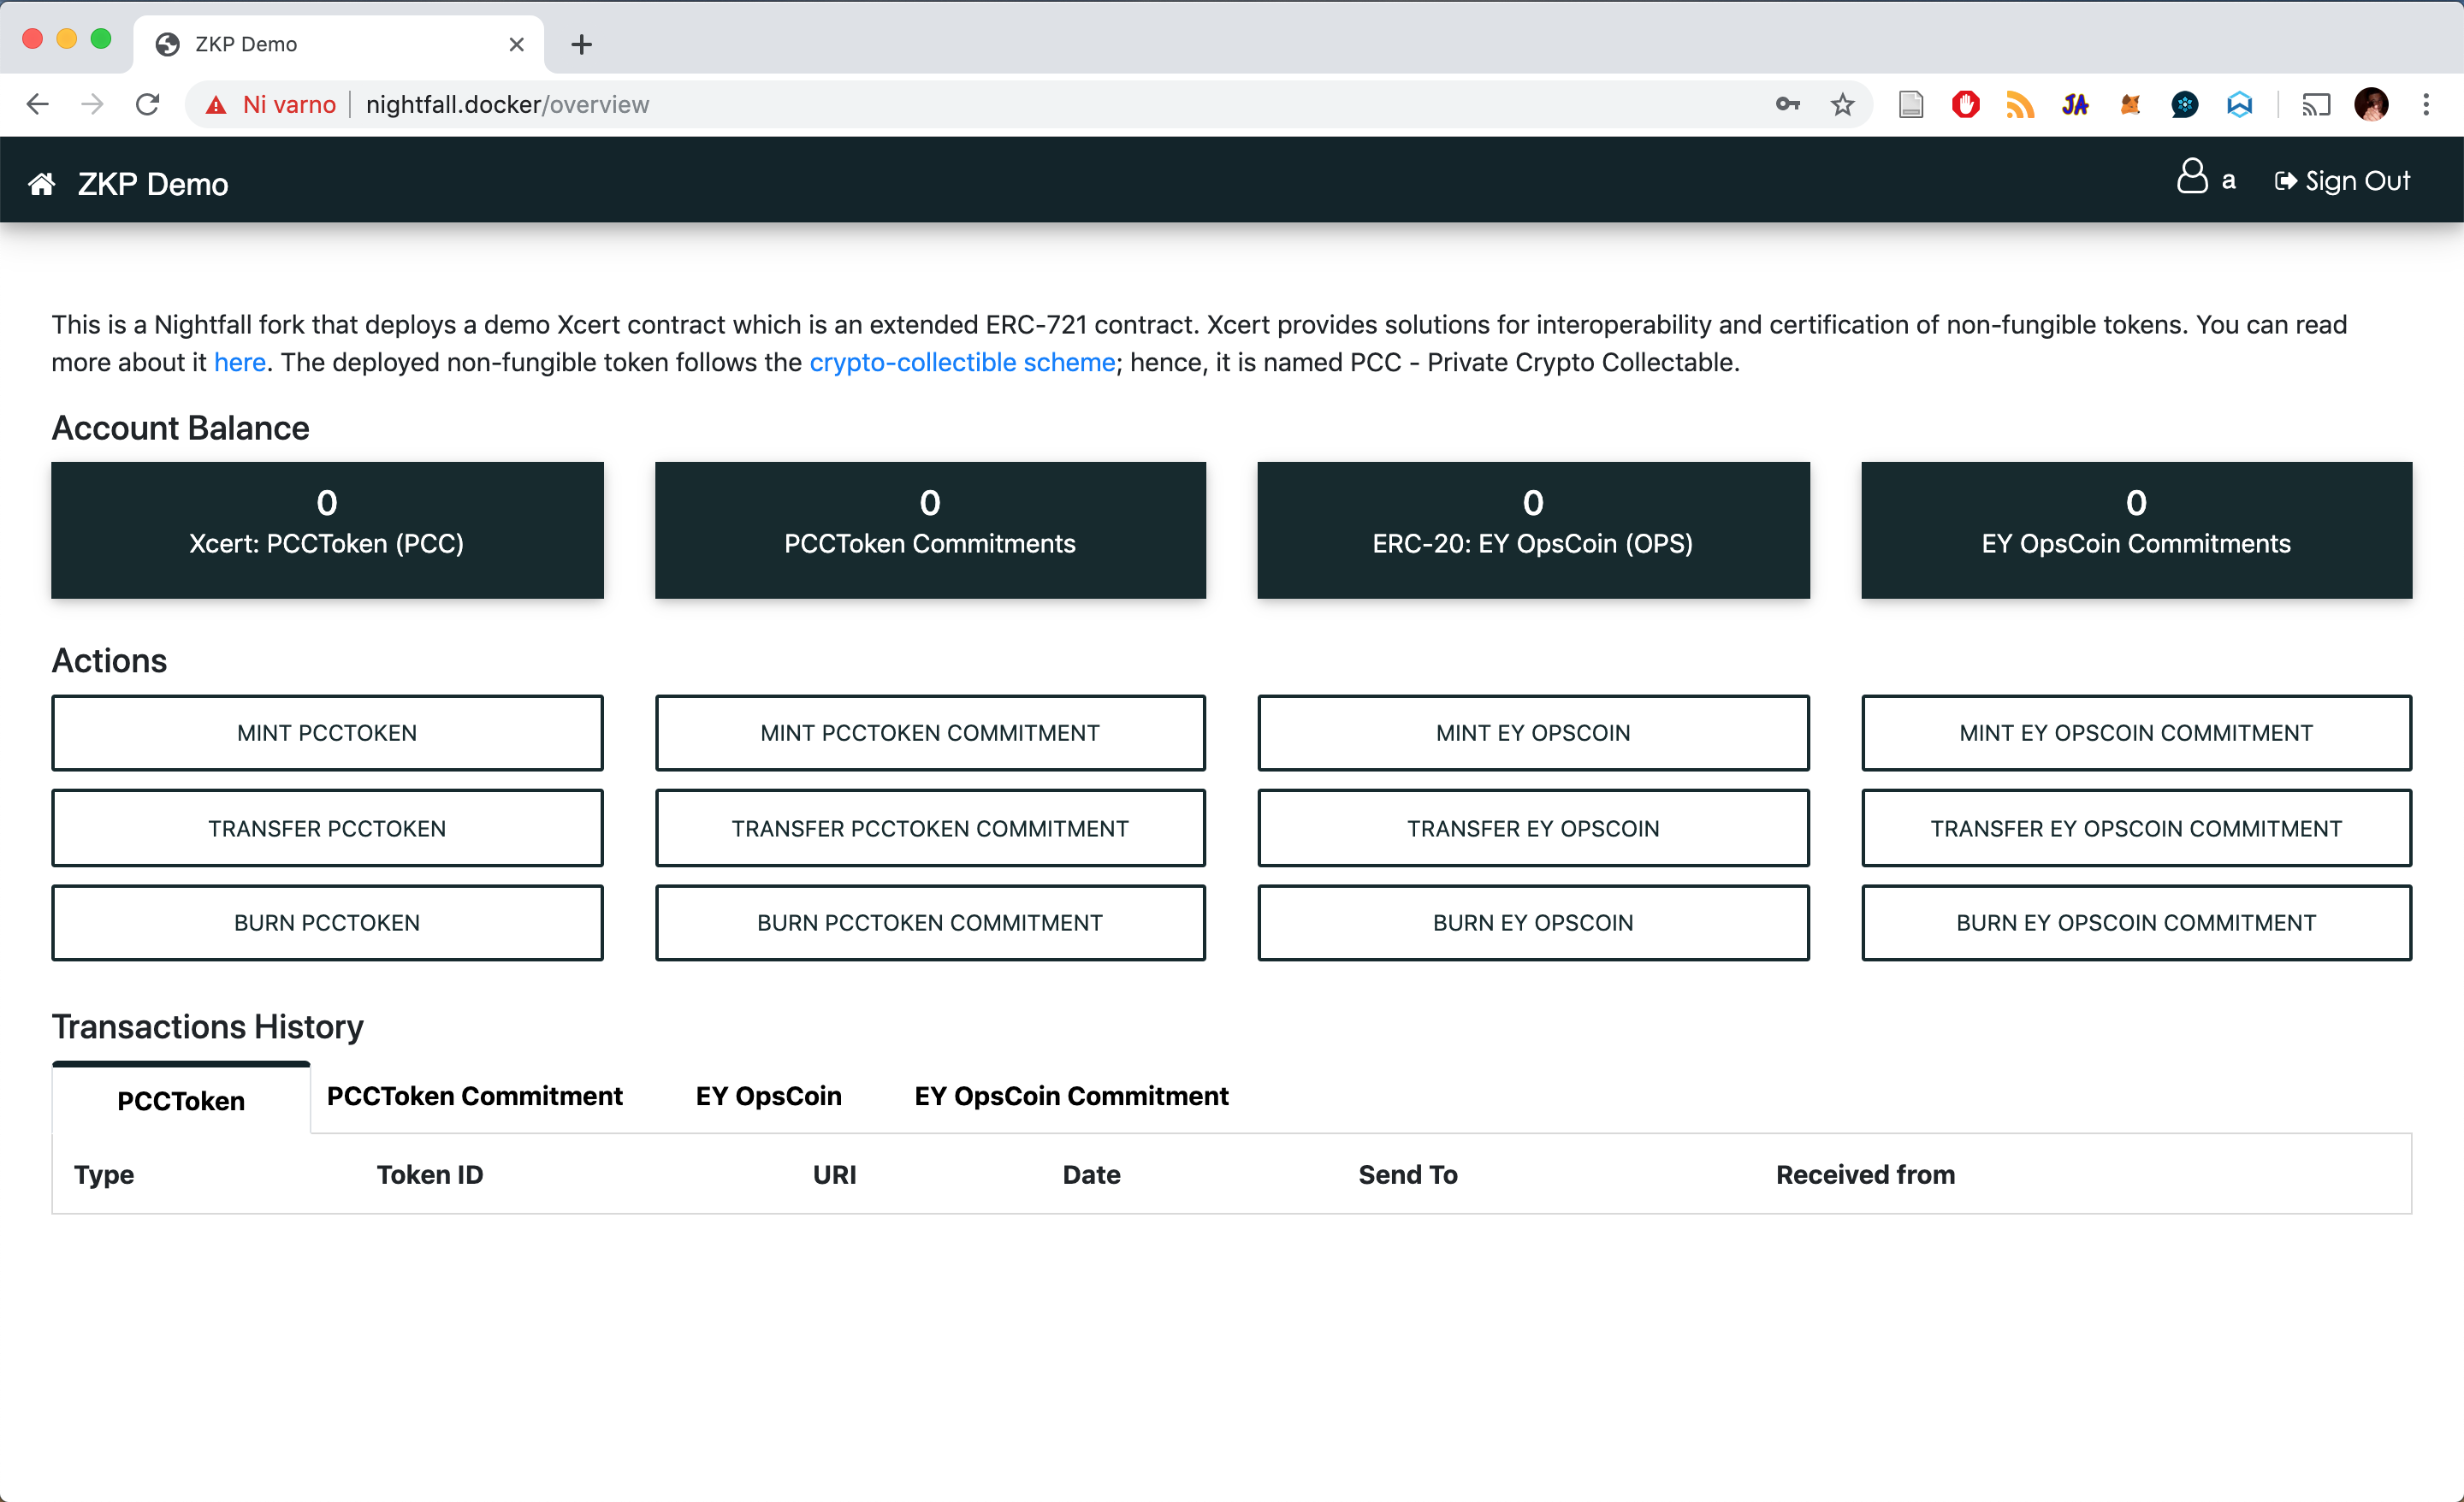 ZKP Demo
Ni varno nightfall.docker/overview
JA
ZKP Demo
a
Sign Out
This is a Nightfall fork that deploys a demo Xcert contract which is an extended ERC-721 contract. Xcert provides solutions for interoperability and certification of non-fungible tokens. You can read
more about it here. The deployed non-fungible token follows the crypto-collectible scheme; hence, it is named PCC - Private Crypto Collectable.
Account Balance
0
Xcert: PCCToken (PCC)
0
PCCToken Commitments
0
ERC-20: EY OpsCoin (OPS)
0
EY OpsCoin Commitments
Actions
MINT PCCTOKEN
MINT PCCTOKEN COMMITMENT
MINT EY OPSCOIN
MINT EY OPSCOIN COMMITMENT
TRANSFER PCCTOKEN
TRANSFER PCCTOKEN COMMITMENT
TRANSFER EY OPSCOIN
TRANSFER EY OPSCOIN COMMITMENT
BURN PCCTOKEN
BURN PCCTOKEN COMMITMENT
BURN EY OPSCOIN
BURN EY OPSCOIN COMMITMENT
Transactions History
PCCToken
PCCToken Commitment
EY OpsCoin
EY OpsCoin Commitment
Type
Token ID
URI
Date
Send To
Received from